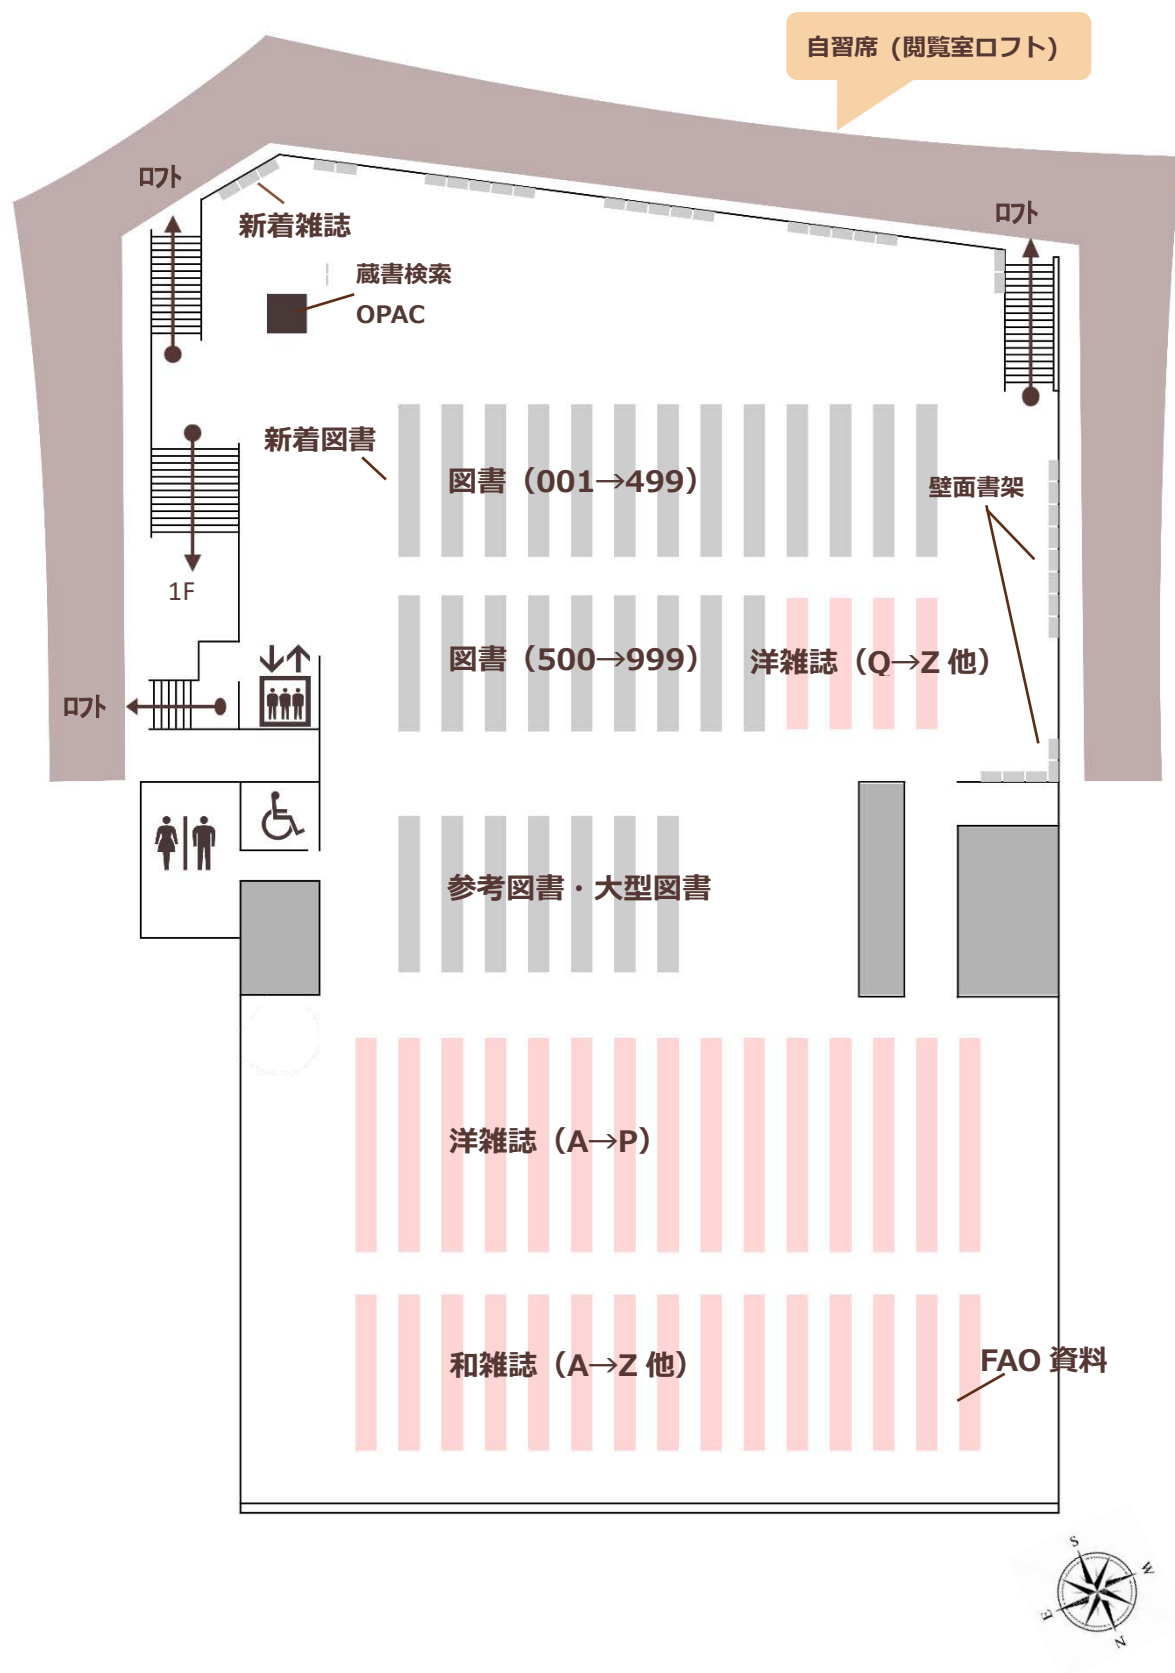 自習席 (閲覧室ロフト)
ロフト
ロフト
新着雑誌
蔵書検索
OPAC
新着図書
図書（001→499）
壁面書架
1F
図書（500→999）
洋雑誌（Q→Z 他）
ロフト
参考図書・大型図書
洋雑誌（A→P）
和雑誌（A→Z 他）
FAO 資料
S
W
E
N